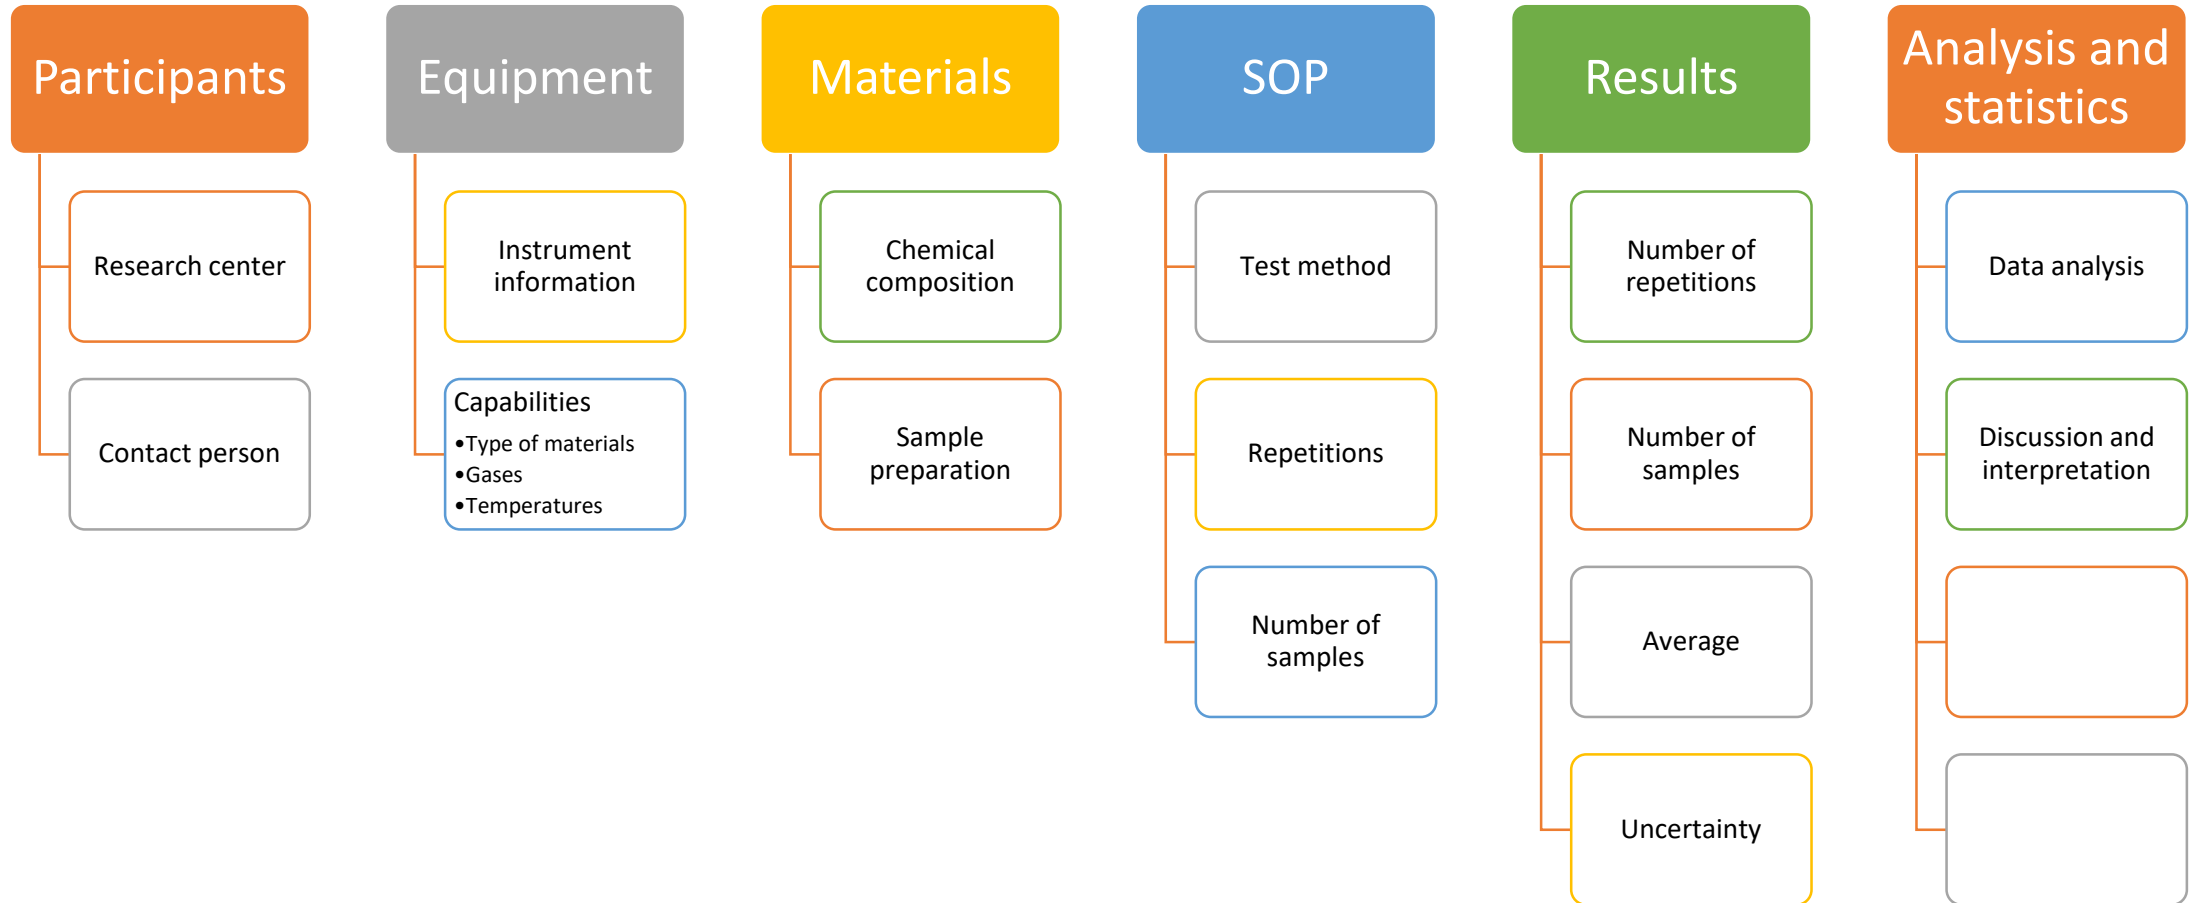 Participants
Research center
Contact person
Equipment
Instrument
information
Capabilities
•Type of materials
•Gases
•Temperatures
Materials
Chemical
composition
Sample
preparation
SOP
Test method
Repetitions
Number of
samples
Results
Number of
repetitions
Number of
samples
Average
Uncertainty
Analysis and
statistics
Data analysis
Discussion and
interpretation